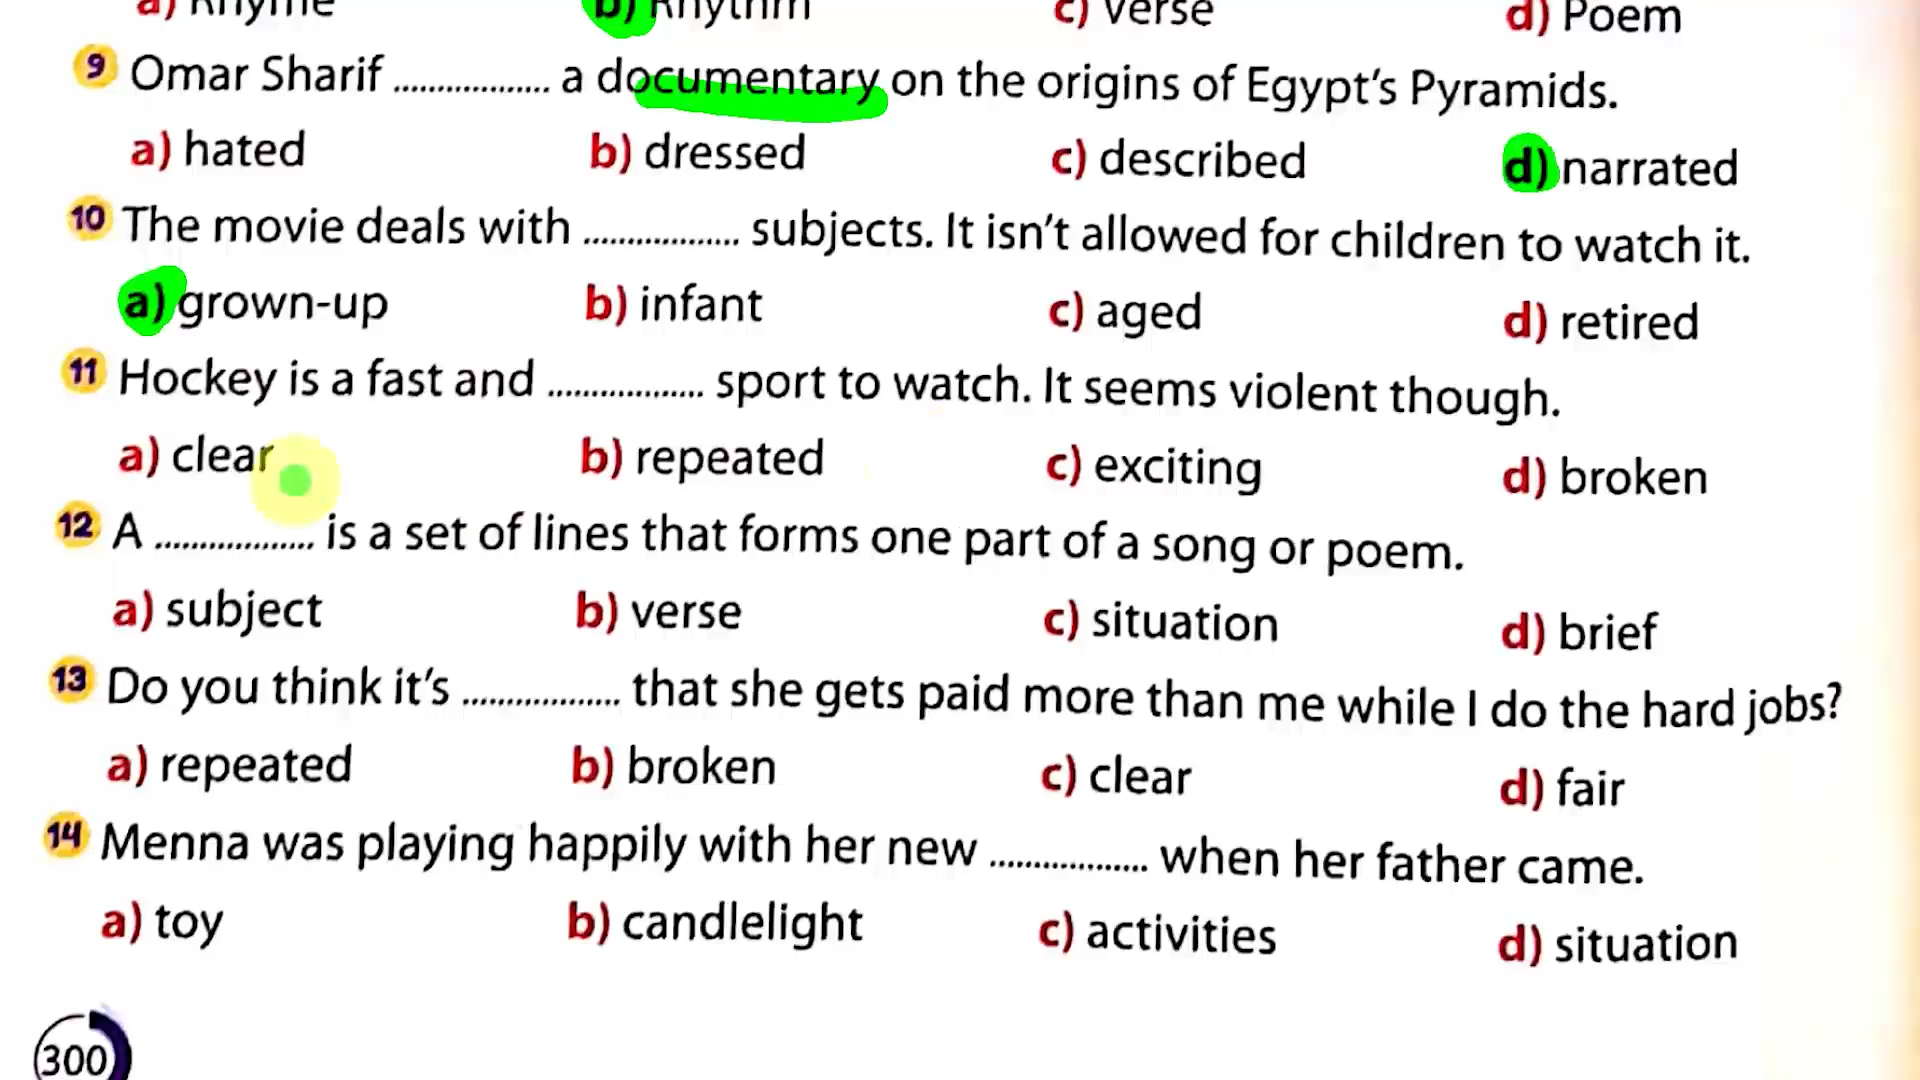 a) Rhyme b) Rhythm c) Verse d) Poem
9 Omar Sharif .................. a documentary on the origins of Egypt's Pyramids.
a) hated b) dressed c) described d) narrated
10 The movie deals with .................. subjects. It isn't allowed for children to watch it.
a) grown-up b) infant c) aged d) retired
11 Hockey is a fast and .................. sport to watch. It seems violent though.
a) clear b) repeated c) exciting d) broken
12 A .................. is a set of lines that forms one part of a song or poem.
a) subject b) verse c) situation d) brief
13 Do you think it's .................. that she gets paid more than me while I do the hard jobs?
a) repeated b) broken c) clear d) fair
14 Menna was playing happily with her new .................. when her father came.
a) toy b) candlelight c) activities d) situation
300